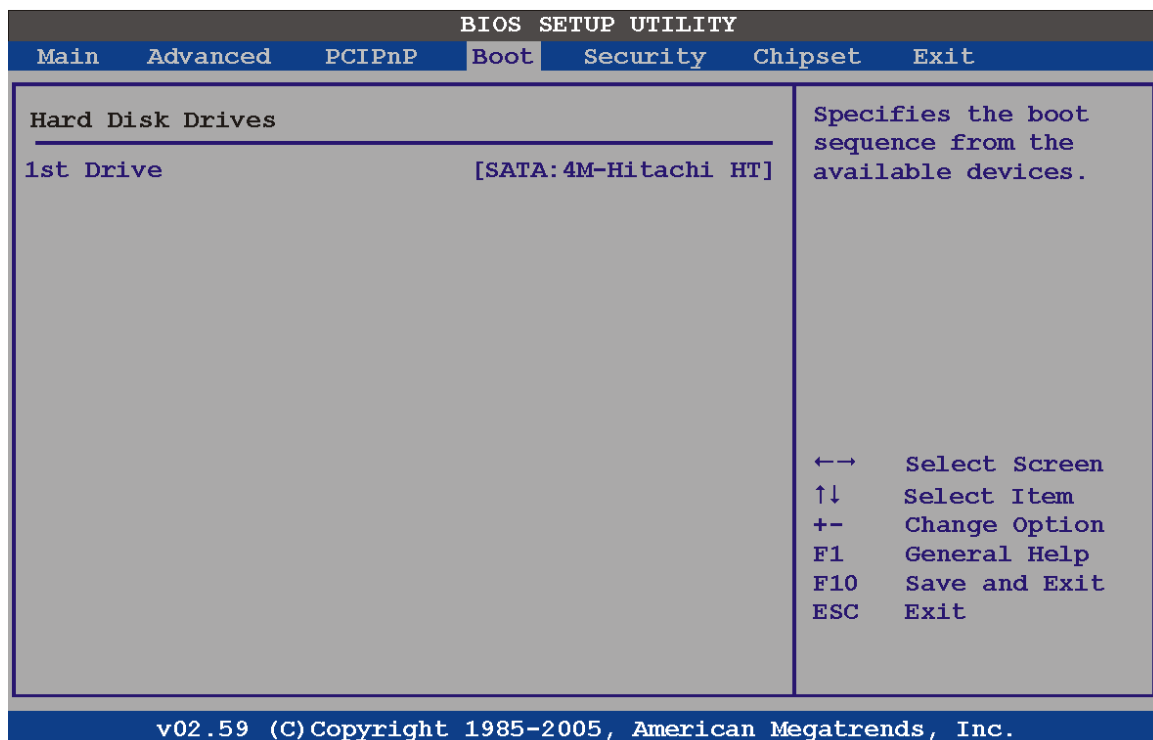 BIOS SETUP UTILITY
Main Advanced PCIPnP Boot Security Chipset Exit
Hard Disk Drives
1st Drive [SATA:4M-Hitachi HT]
Specifies the boot
sequence from the
available devices.
←→ Select Screen
↑↓ Select Item
+- Change Option
F1 General Help
F10 Save and Exit
ESC Exit
v02.59 (C)Copyright 1985-2005, American Megatrends, Inc.